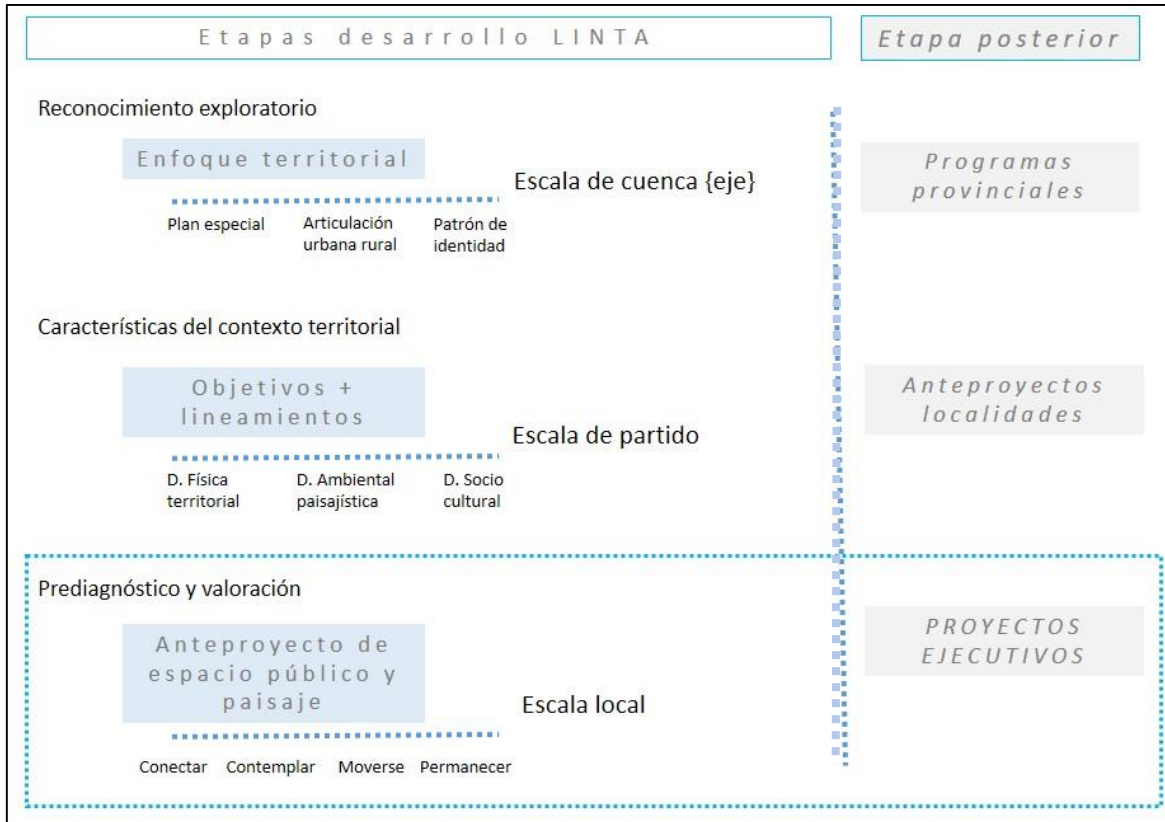 Etapas desarrollo LINTA
Etapa posterior
Reconocimiento exploratorio
Enfoque territorial
Escala de cuenca {eje}
Plan especial
Articulación
urbana rural
Patrón de
identidad
Programas
provinciales
Características del contexto territorial
Objetivos +
lineamientos
Escala de partido
D. Física
territorial
D. Ambiental
paisajística
D. Socio
cultural
Anteproyectos
localidades
Prediagnóstico y valoración
Anteproyecto de
espacio público y
paisaje
Escala local
Conectar Contemplar Moverse Permanecer
PROYECTOS
EJECUTIVOS